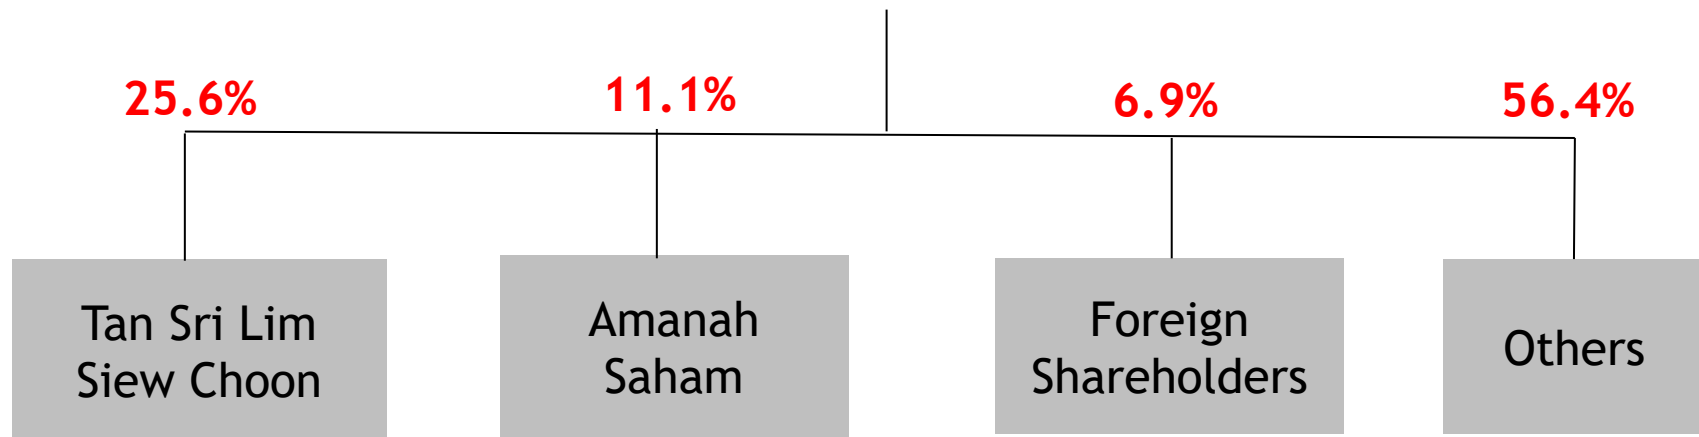 25.6%
11.1%
6.9%
56.4%
Tan Sri Lim
Siew Choon
Amanah
Saham
Foreign
Shareholders
Others